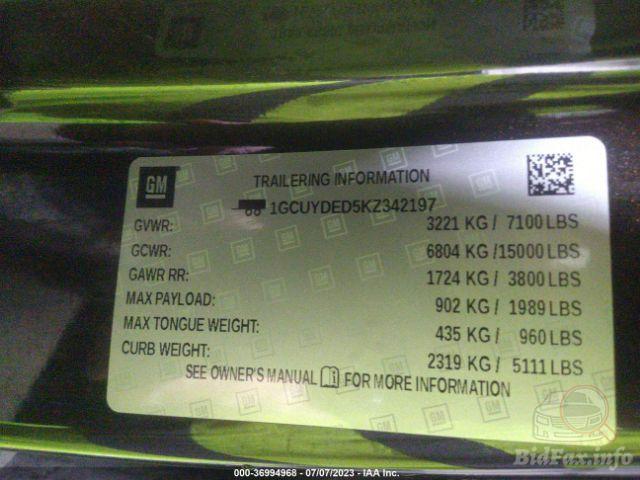 GM
TRAILERING INFORMATION
1GCUYDED5KZ342197
GVWR: 3221 KG / 7100 LBS
GCWR: 6804 KG /15000 LBS
GAWR RR: 1724 KG / 3800 LBS
MAX PAYLOAD: 902 KG / 1989 LBS
MAX TONGUE WEIGHT: 435 KG / 960 LBS
CURB WEIGHT: 2319 KG / 5111 LBS
SEE OWNER'S MANUAL FOR MORE INFORMATION
000-36994968 - 07/07/2023 - IAA Inc.
BidFax.info